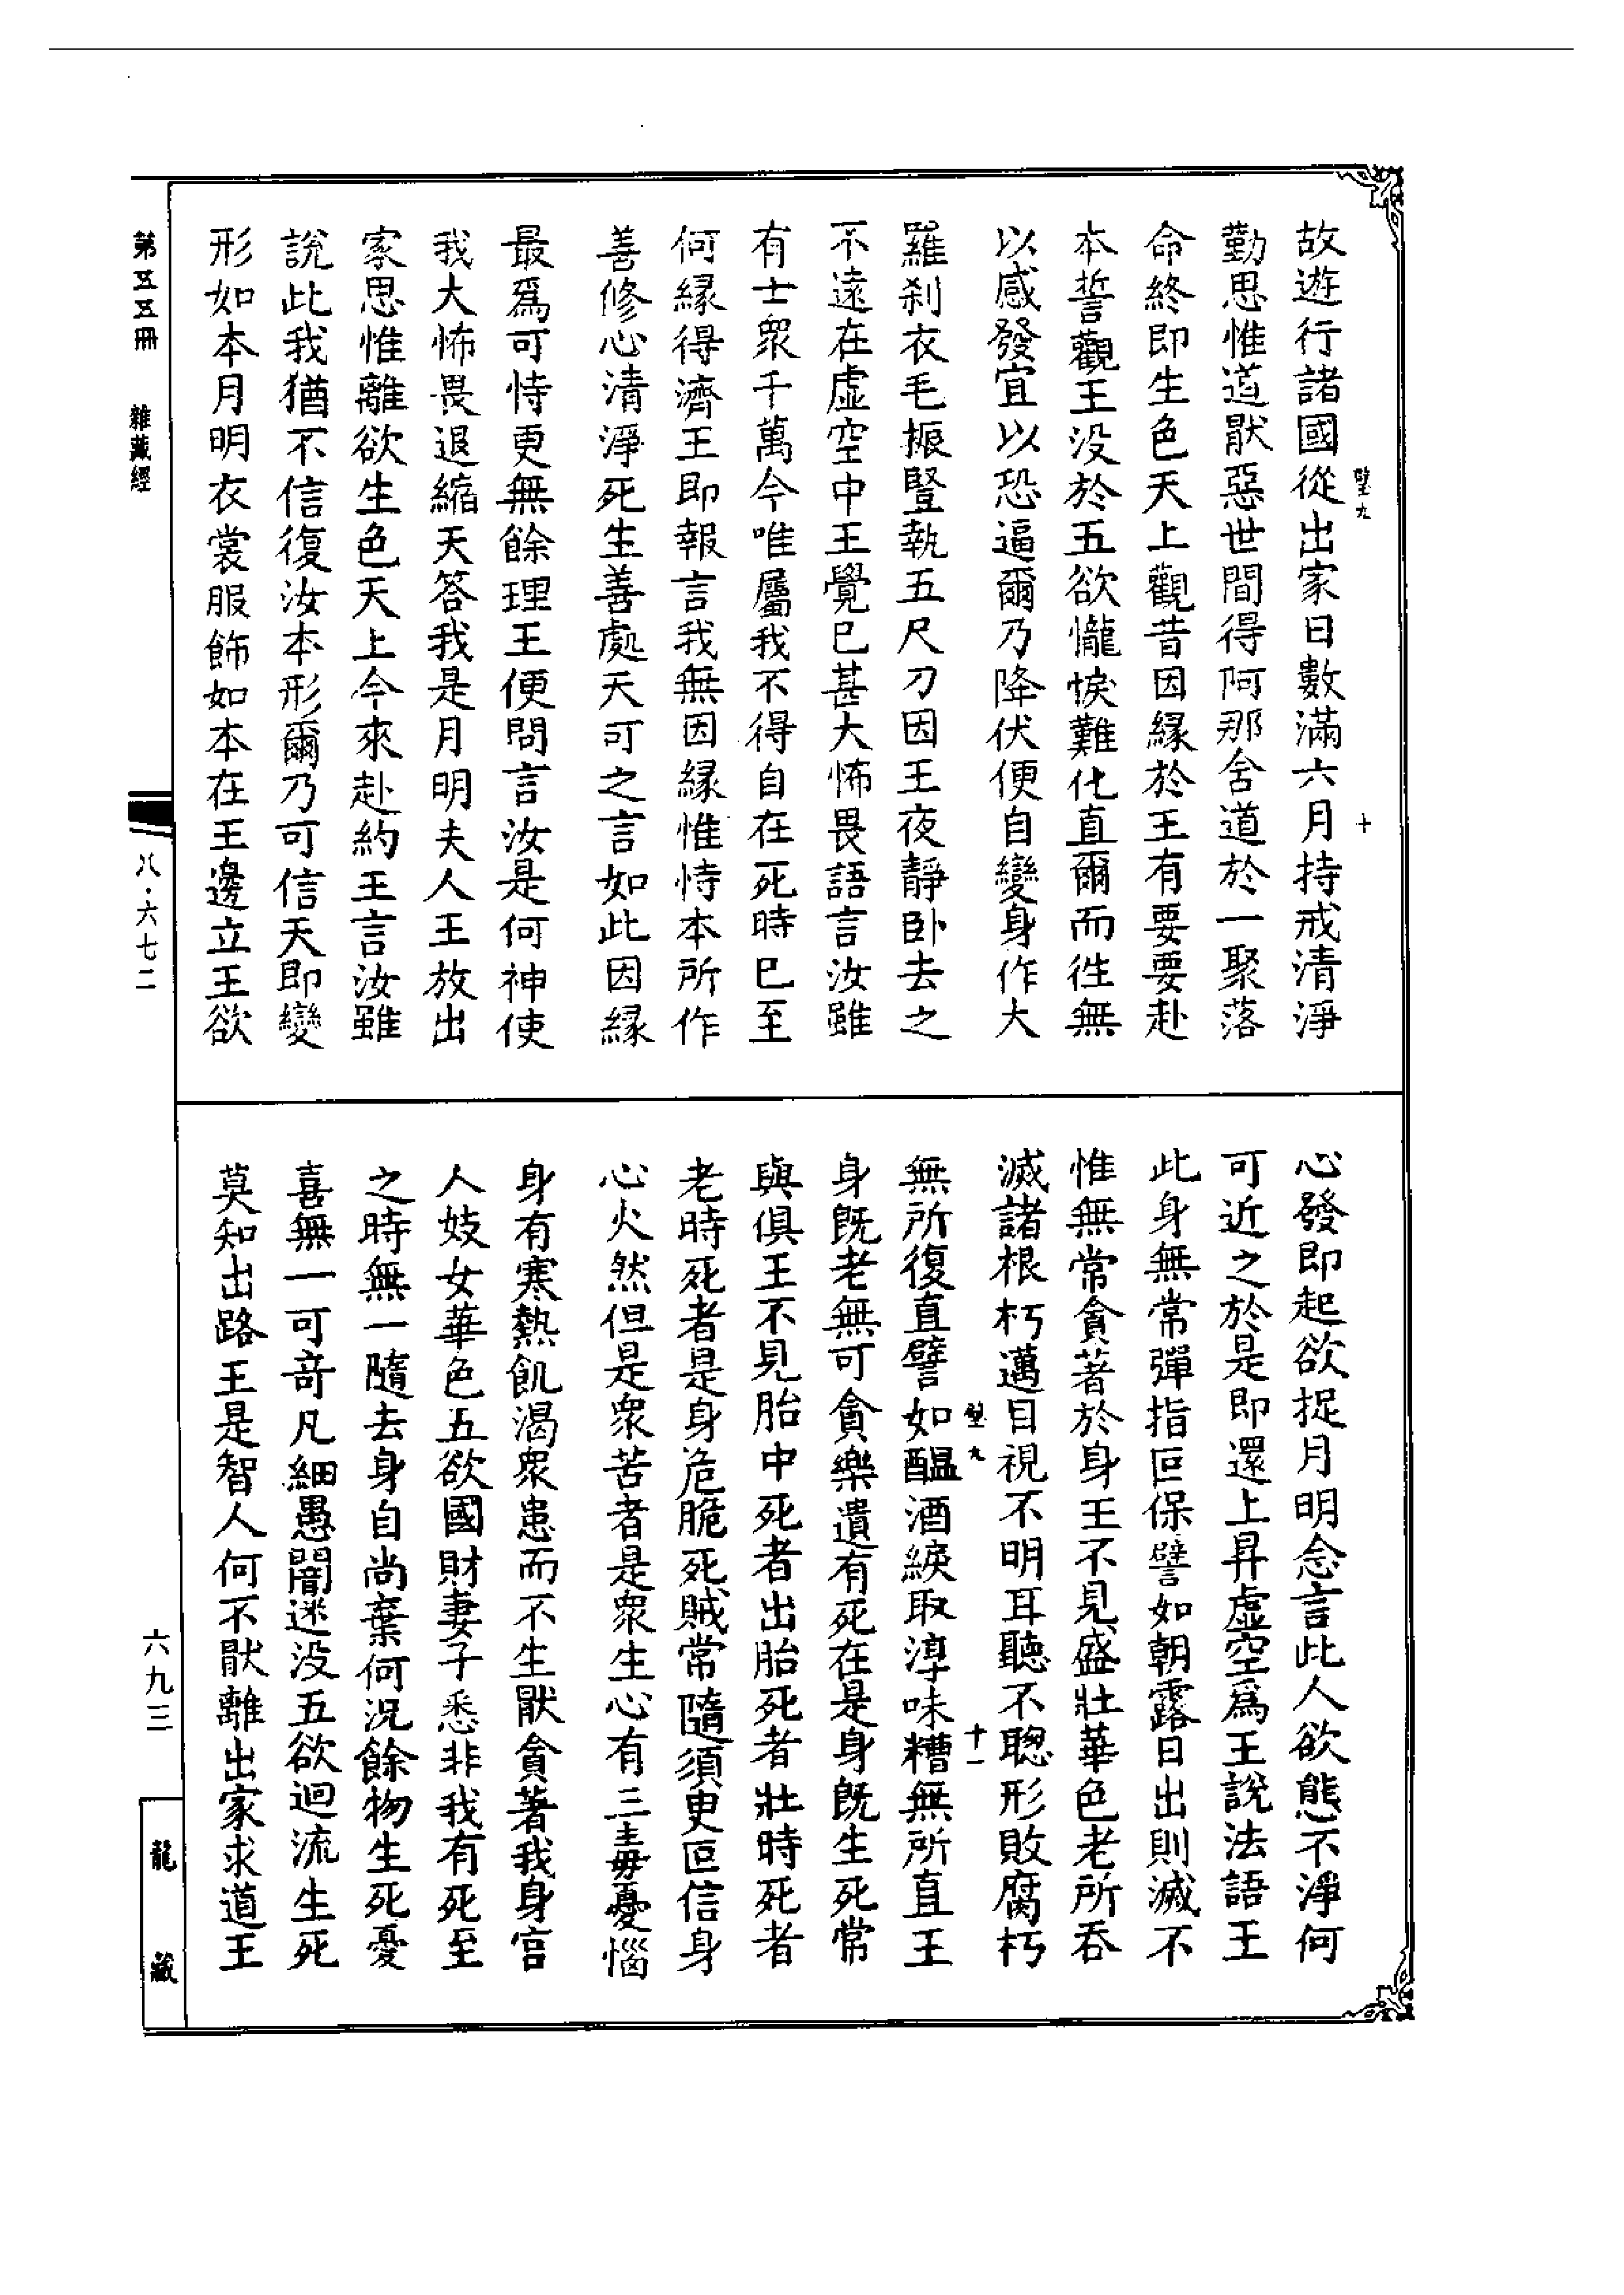 故遊行諸國從出家日數滿六月持戒清淨
勤思惟道猒惡世間得阿那舍道於一聚落
命終即生色天上觀昔因緣於王有要要赴
本誓觀王没於五欲𢤱悷難化直爾而徃無
以感發宜以恐逼爾乃降伏便自變身作大
羅刹衣毛振豎執五尺刀因王夜靜卧去之
不遠在虛空中王覺已甚大怖畏語言汝雖
有士衆千萬今唯屬我不得自在死時已至
何緣得濟王即報言我無因緣惟恃本所作
善修心清淨死生善處天可之言如此因緣
最爲可恃更無餘理王便問言汝是何神使
我大怖畏退縮天答我是月明夫人王放出
家思惟離欲生色天上今來赴約王言汝雖
說此我猶不信復汝本形爾乃可信天即變
形如本月明衣裳服飾如本在王邊立王欲
璧九
十
心發即起欲捉月明念言此人欲態不淨何
可近之於是即還上昇虛空爲王說法語王
此身無常彈指叵保譬如朝露日出則滅不
惟無常貪著於身王不見盛壯華色老所吞
滅諸根朽邁目視不明耳聽不聰形敗腐朽
璧九
十一
無所復直譬如醖酒綟取淳味糟無所直王
身既老無可貪樂遺有死在是身既生死常
與俱王不見胎中死者出胎死者壯時死者
老時死者是身危脆死賊常隨須叓叵信身
心火然但是衆苦者是衆生心有三毒憂惱
身有寒熱飢渴衆患而不生猒貪著我身宫
人妓女華色五欲國財妻子悉非我有死至
之時無一隨去身自尚棄何況餘物生死憂
喜無一可竒凡細愚闇迷没五欲迴流生死
莫知出路王是智人何不猒離出家求道王
第五五冊
雜藏經
八·六七二
六九三
龍藏